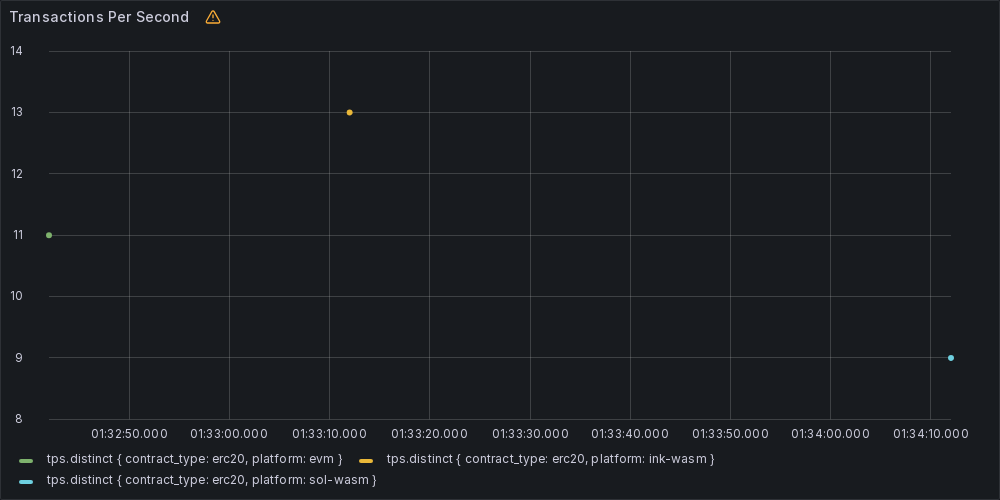 Transactions Per Second
14
13
12
11
10
9
8
01:32:50.000 01:33:00.000 01:33:10.000 01:33:20.000 01:33:30.000 01:33:40.000 01:33:50.000 01:34:00.000 01:34:10.000
tps.distinct { contract_type: erc20, platform: evm } tps.distinct { contract_type: erc20, platform: ink-wasm }
tps.distinct { contract_type: erc20, platform: sol-wasm }